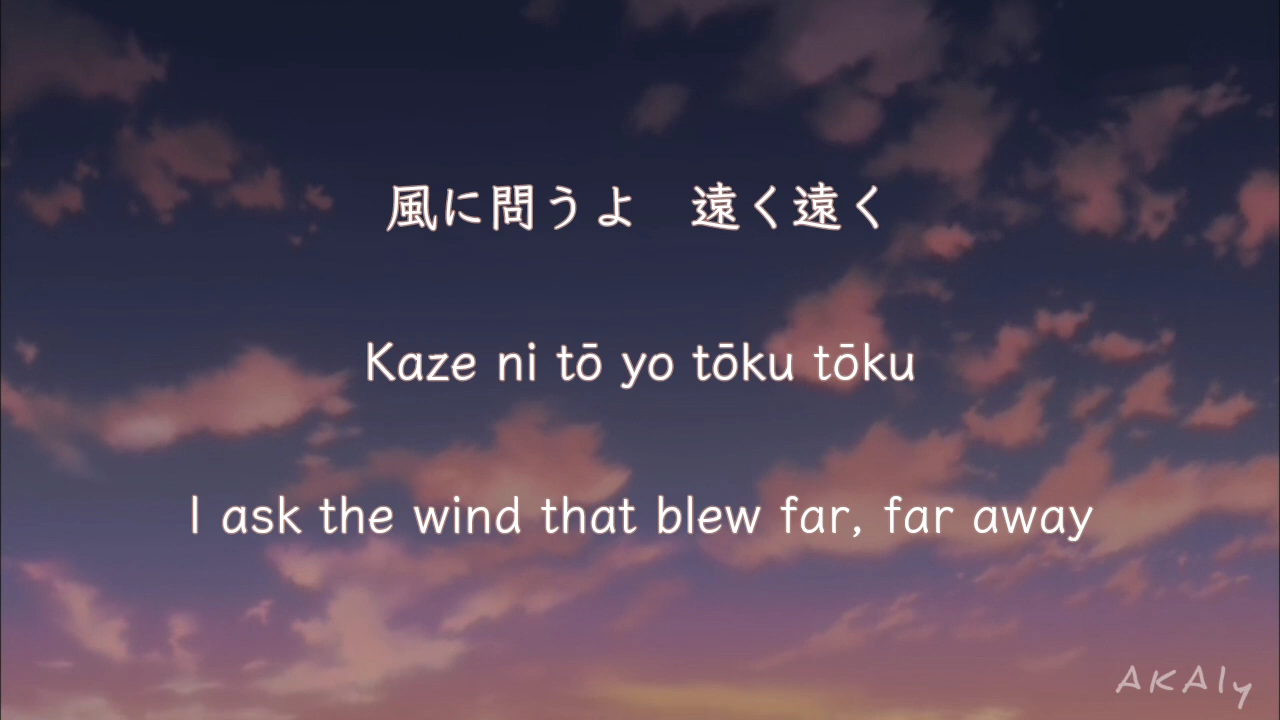 風に問うよ　遠く遠く
Kaze ni tō yo tōku tōku
I ask the wind that blew far, far away
AKAly